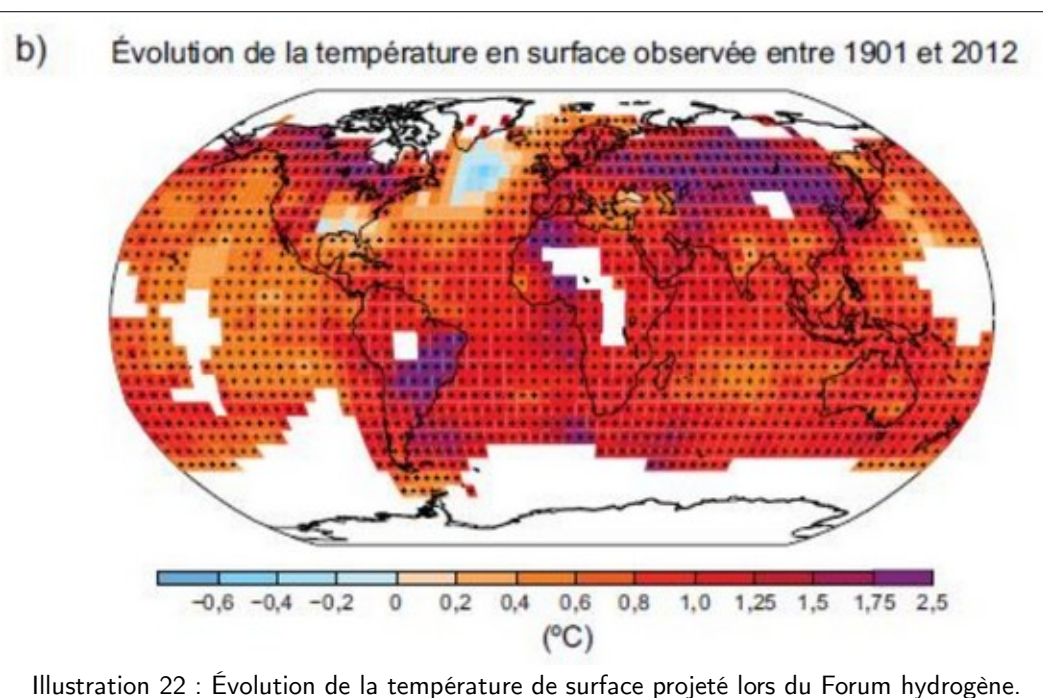 b) Évolution de la température en surface observée entre 1901 et 2012
−0,6 −0,4 −0,2 0 0,2 0,4 0,6 0,8 1,0 1,25 1,5 1,75 2,5
(ºC)
Illustration 22 : Évolution de la température de surface projeté lors du Forum hydrogène.